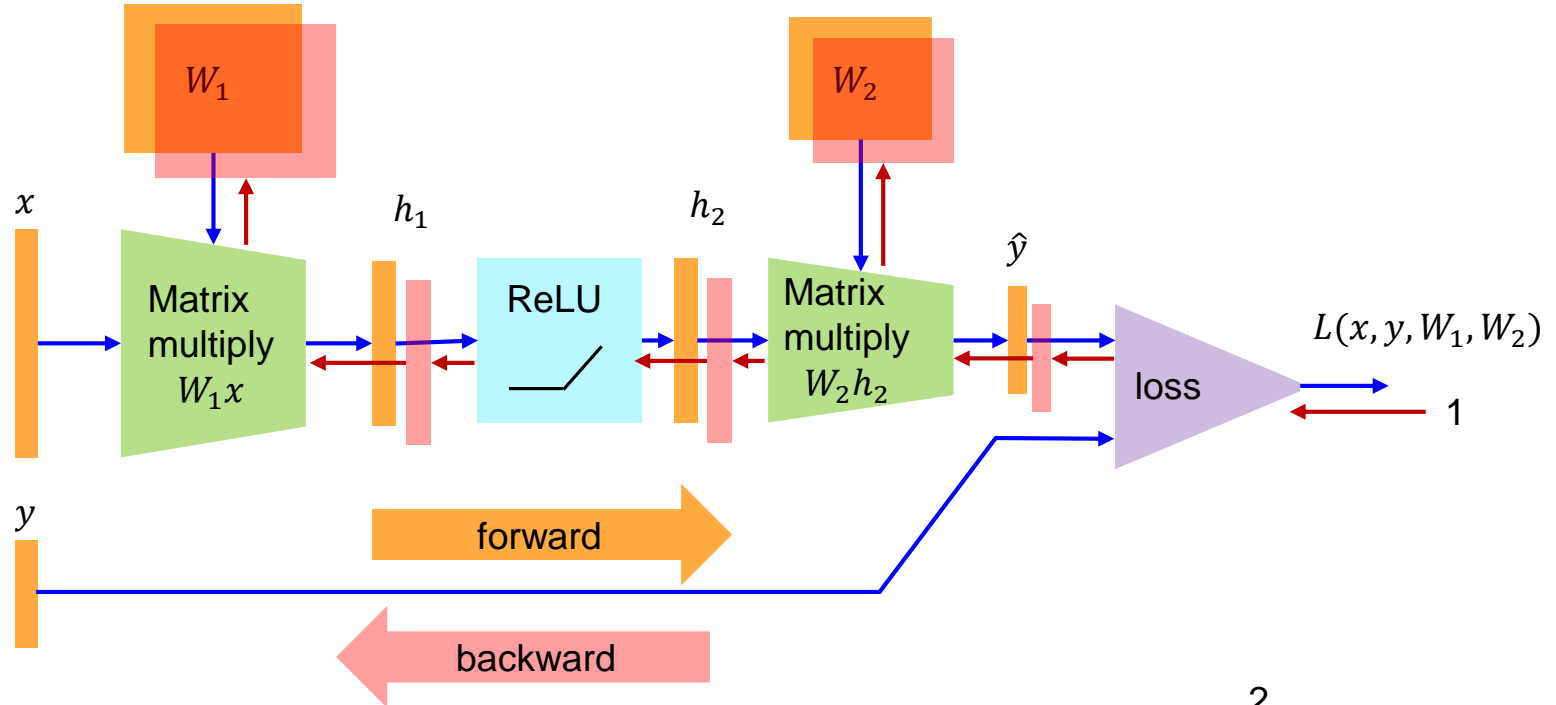 W₁
W₂
x
h₁
h₂
ŷ
Matrix
multiply
W₁x
ReLU
Matrix
multiply
W₂h₂
loss
L(x, y, W₁, W₂)
1
y
forward
backward
2